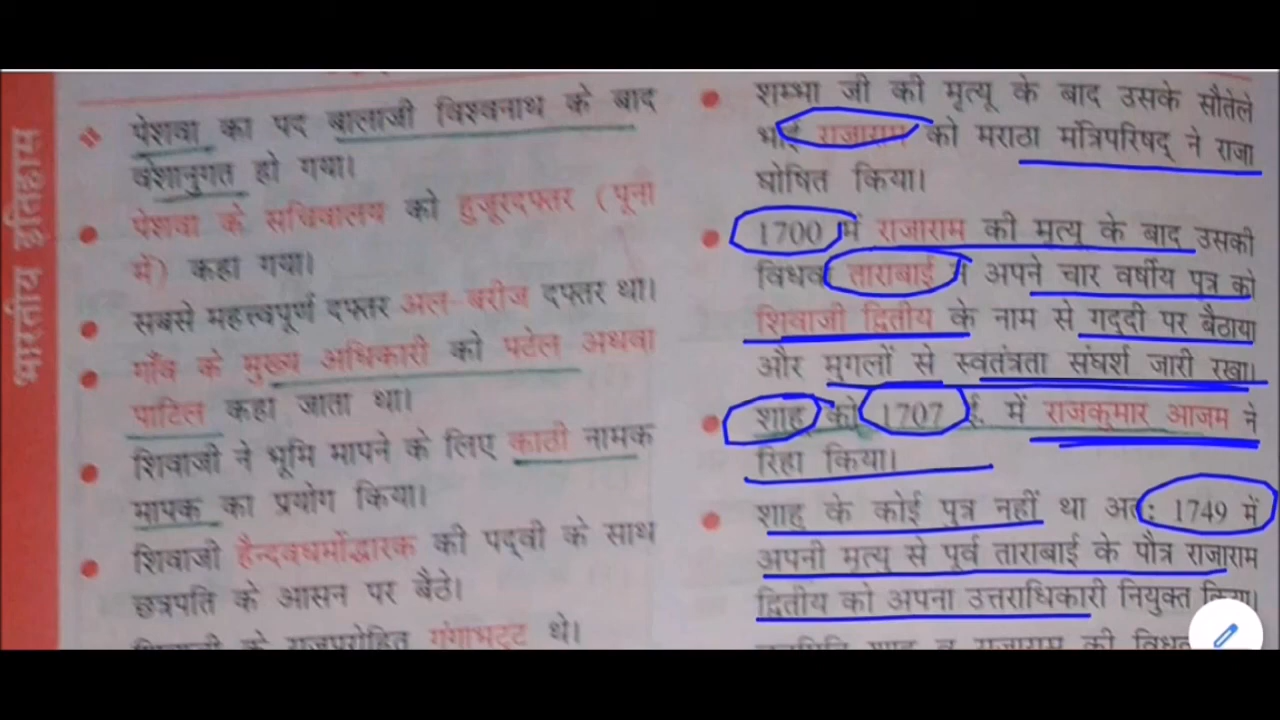 भारतीय इतिहास
पेशवा का पद बालाजी विश्वनाथ के बाद
वंशानुगत हो गया।
पेशवा के सचिवालय को हुजूरदफ्तर (पूना
में) कहा गया।
सबसे महत्त्वपूर्ण दफ्तर अल-बरीज दफ्तर था।
गाँव के मुख्य अधिकारी को पटेल अथवा
पाटिल कहा जाता था।
शिवाजी ने भूमि मापने के लिए काठी नामक
मापक का प्रयोग किया।
शिवाजी हैन्दवधर्मोद्धारक की पद्वी के साथ
छत्रपति के आसन पर बैठे।
शिवाजी के राजपुरोहित गंगाभट्ट थे।
शम्भा जी की मृत्यू के बाद उसके सौतेले
भाई राजाराम को मराठा मंत्रिपरिषद् ने राजा
घोषित किया।
1700 में राजाराम की मृत्यू के बाद उसकी
विधवा ताराबाई ने अपने चार वर्षीय पुत्र को
शिवाजी द्वितीय के नाम से गद्दी पर बैठाया
और मुगलों से स्वतंत्रता संघर्श जारी रखा।
शाहू को 1707 ई. में राजकुमार आजम ने
रिहा किया।
शाहु के कोई पुत्र नहीं था अतः 1749 में
अपनी मृत्यु से पूर्व ताराबाई के पौत्र राजाराम
द्वितीय को अपना उत्तराधिकारी नियुक्त किया।
शाहू व राजाराम की